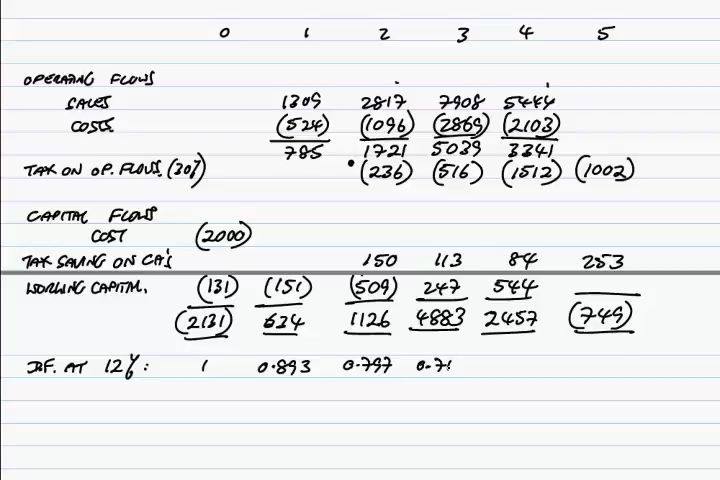 0 1 2 3 4 5
OPERATING FLOWS
SALES 1309 2817 7908 5444
COSTS (524) (1096) (2869) (2103)
785 1721 5039 3341
TAX ON OP. FLOWS (30%) (236) (516) (1512) (1002)
CAPITAL FLOWS
COST (2000)
TAX SAVING ON CA'S 150 113 84 253
WORKING CAPITAL. (131) (151) (509) 247 544
(2131) 634 1126 4883 2457 (749)
D.F. AT 12%: 1 0.893 0.797 0.71